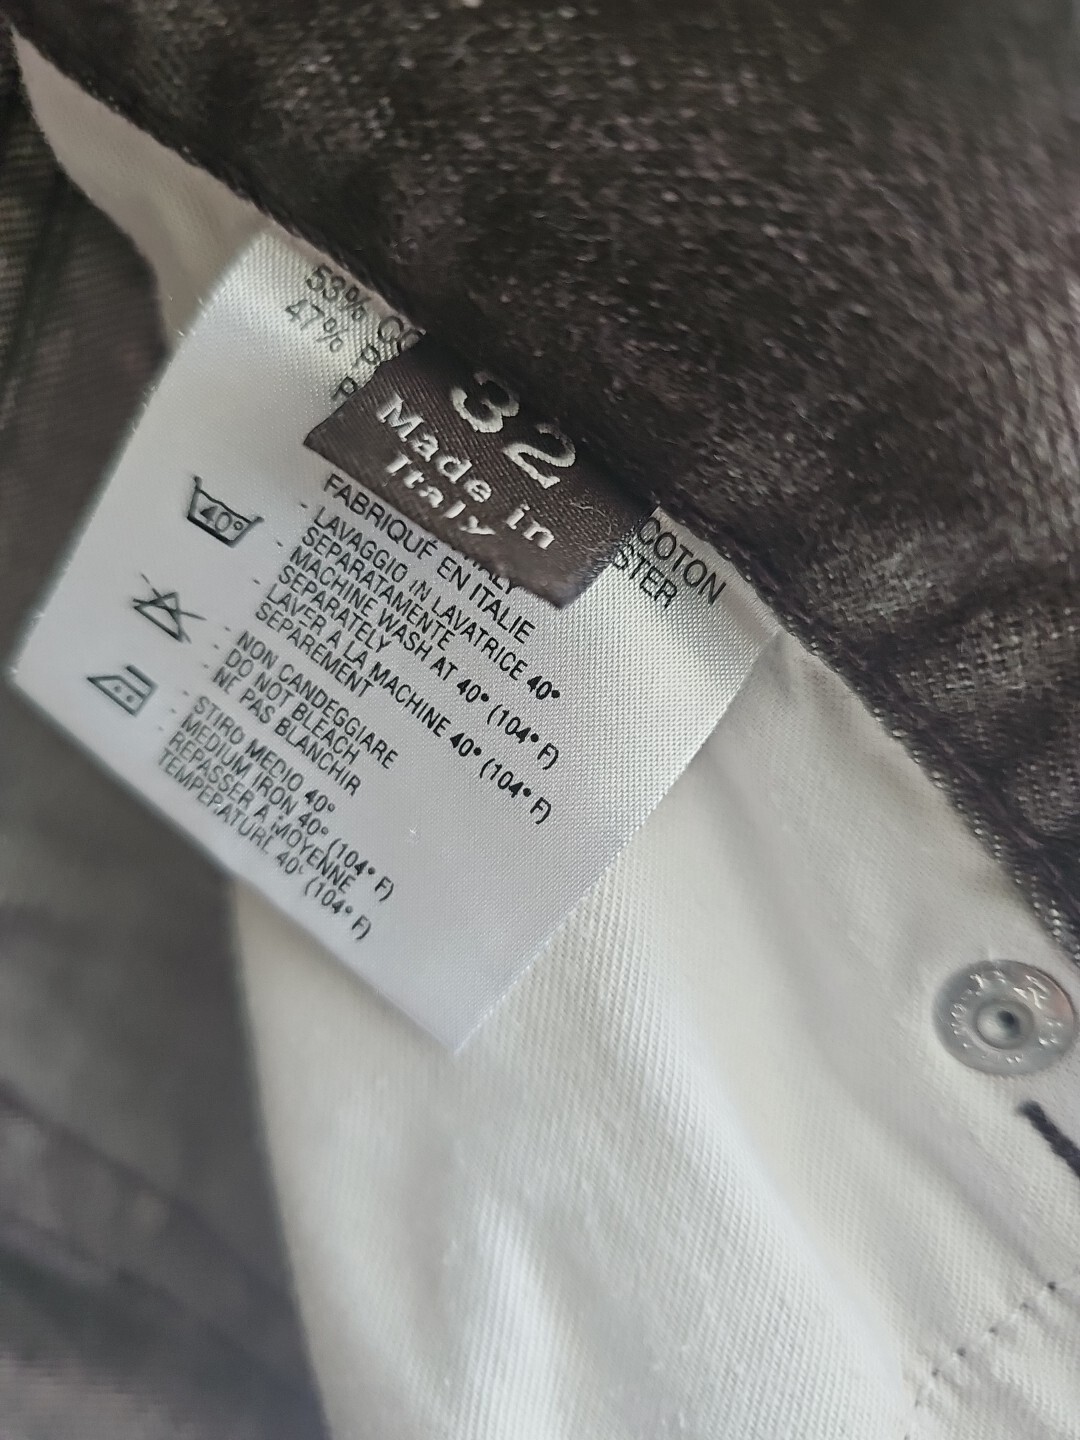 53% CO
47% P
P
32
Made in
Italy
COTON
STER
FABRIQUÉ EN ITALIE
- LAVAGGIO IN LAVATRICE 40°
SEPARATAMENTE
MACHINE WASH AT 40° (104° F)
SEPARATELY
- LAVER A LA MACHINE 40° (104° F)
SEPAREMENT
40°
- NON CANDEGGIARE
- DO NOT BLEACH
- NE PAS BLANCHIR
- STIRO MEDIO 40°
- MEDIUM IRON 40° (104° F)
- REPASSER A MOYENNE
TEMPERATURE 40° (104° F)